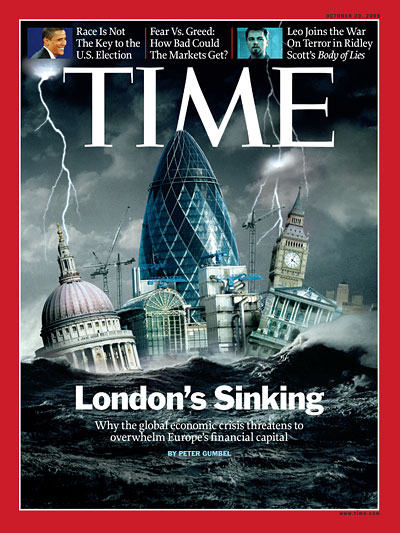 OCTOBER 20, 2008
Race Is Not
The Key to the
U.S. Election
Fear Vs. Greed:
How Bad Could
The Markets Get?
Leo Joins the War
On Terror in Ridley
Scott's Body of Lies
TIME
London's Sinking
Why the global economic crisis threatens to
overwhelm Europe's financial capital
BY PETER GUMBEL
www.time.com